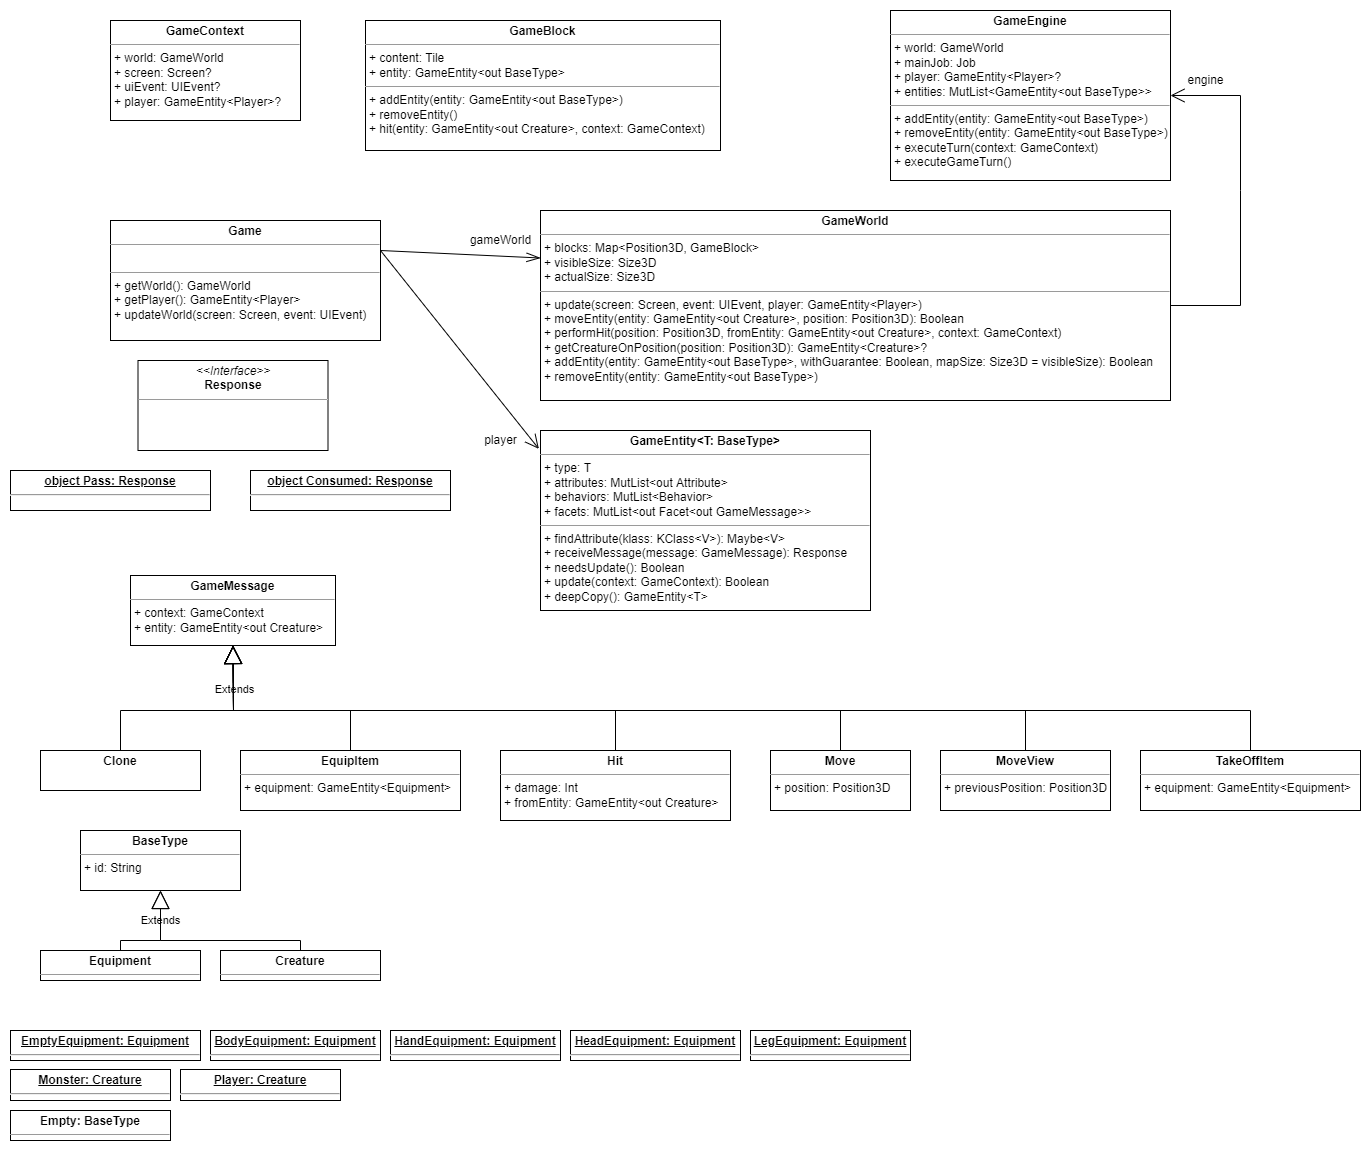 GameContext
+ world: GameWorld
+ screen: Screen?
+ uiEvent: UIEvent?
+ player: GameEntity<Player>?
GameBlock
+ content: Tile
+ entity: GameEntity<out BaseType>
+ addEntity(entity: GameEntity<out BaseType>)
+ removeEntity()
+ hit(entity: GameEntity<out Creature>, context: GameContext)
GameEngine
+ world: GameWorld
+ mainJob: Job
+ player: GameEntity<Player>?
+ entities: MutList<GameEntity<out BaseType>>
+ addEntity(entity: GameEntity<out BaseType>)
+ removeEntity(entity: GameEntity<out BaseType>)
+ executeTurn(context: GameContext)
+ executeGameTurn()
engine
Game
+ getWorld(): GameWorld
+ getPlayer(): GameEntity<Player>
+ updateWorld(screen: Screen, event: UIEvent)
gameWorld
GameWorld
+ blocks: Map<Position3D, GameBlock>
+ visibleSize: Size3D
+ actualSize: Size3D
+ update(screen: Screen, event: UIEvent, player: GameEntity<Player>)
+ moveEntity(entity: GameEntity<out Creature>, position: Position3D): Boolean
+ performHit(position: Position3D, fromEntity: GameEntity<out Creature>, context: GameContext)
+ getCreatureOnPosition(position: Position3D): GameEntity<Creature>?
+ addEntity(entity: GameEntity<out BaseType>, withGuarantee: Boolean, mapSize: Size3D = visibleSize): Boolean
+ removeEntity(entity: GameEntity<out BaseType>)
<<Interface>>
Response
player
GameEntity<T: BaseType>
+ type: T
+ attributes: MutList<out Attribute>
+ behaviors: MutList<Behavior>
+ facets: MutList<out Facet<out GameMessage>>
+ findAttribute(klass: KClass<V>): Maybe<V>
+ receiveMessage(message: GameMessage): Response
+ needsUpdate(): Boolean
+ update(context: GameContext): Boolean
+ deepCopy(): GameEntity<T>
object Pass: Response
object Consumed: Response
GameMessage
+ context: GameContext
+ entity: GameEntity<out Creature>
Extends
Clone
EquipItem
+ equipment: GameEntity<Equipment>
Hit
+ damage: Int
+ fromEntity: GameEntity<out Creature>
Move
+ position: Position3D
MoveView
+ previousPosition: Position3D
TakeOffItem
+ equipment: GameEntity<Equipment>
BaseType
+ id: String
Extends
Equipment
Creature
EmptyEquipment: Equipment
BodyEquipment: Equipment
HandEquipment: Equipment
HeadEquipment: Equipment
LegEquipment: Equipment
Monster: Creature
Player: Creature
Empty: BaseType